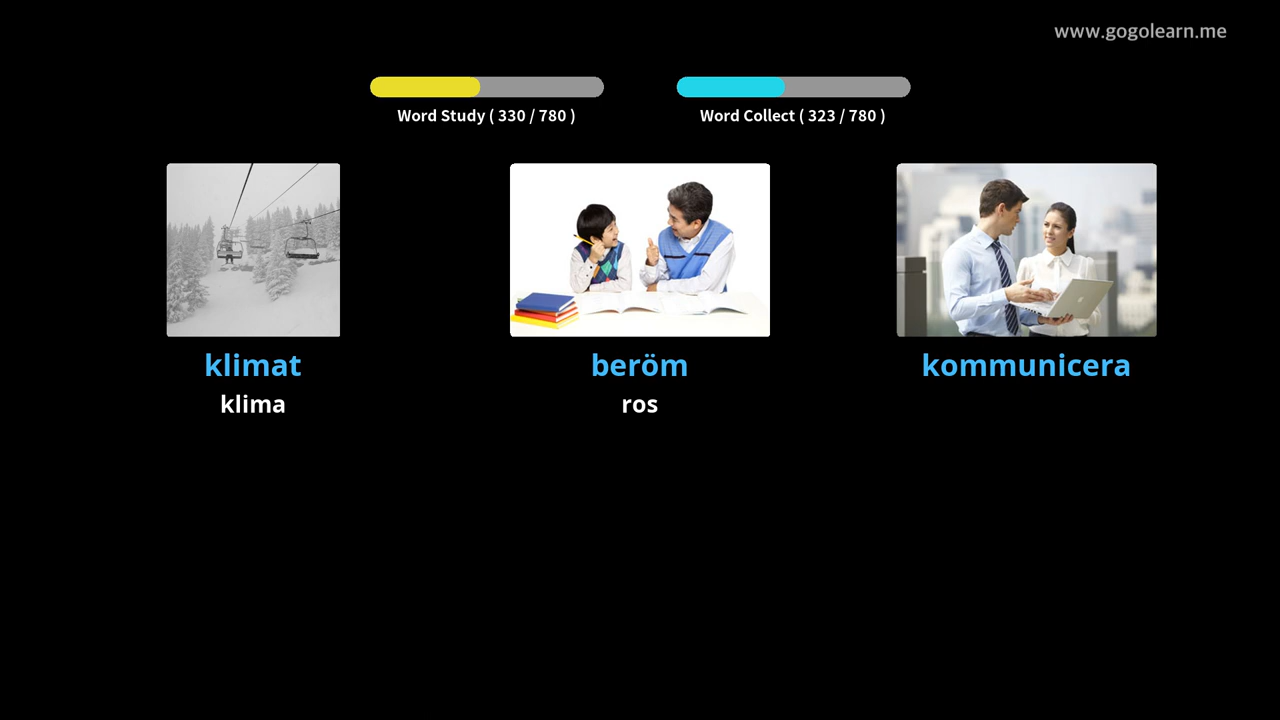 www.gogolearn.me
Word Study ( 330 / 780 )
Word Collect ( 323 / 780 )
klimat
beröm
kommunicera
klima
ros